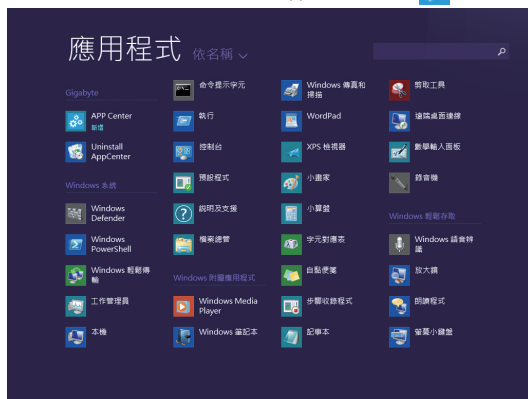 應用程式 依名稱
Gigabyte
APP Center
新增
Uninstall
AppCenter
Windows 系統
Windows
Defender
Windows
PowerShell
Windows 輕鬆傳
輸
工作管理員
本機
命令提示字元
執行
控制台
預設程式
說明及支援
檔案總管
Windows 附屬應用程式
Windows Media
Player
Windows 筆記本
Windows 傳真和
掃描
WordPad
XPS 檢視器
小畫家
小算盤
字元對應表
自黏便箋
步驟收錄程式
記事本
剪取工具
遠端桌面連線
數學輸入面板
錄音機
Windows 輕鬆存取
Windows 語音辨
識
放大鏡
朗讀程式
螢幕小鍵盤